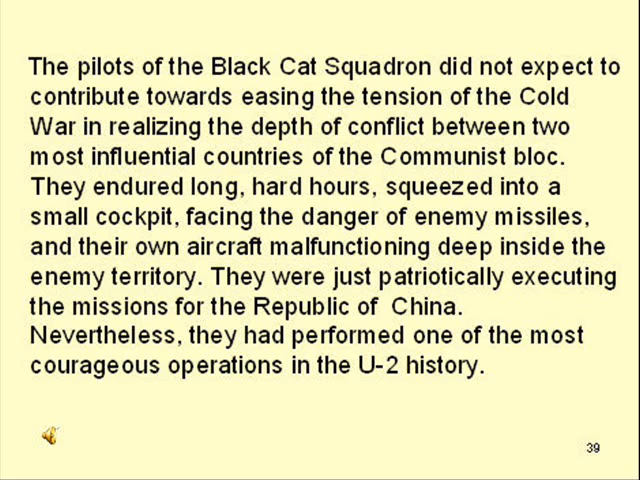 The pilots of the Black Cat Squadron did not expect to
contribute towards easing the tension of the Cold
War in realizing the depth of conflict between two
most influential countries of the Communist bloc.
They endured long, hard hours, squeezed into a
small cockpit, facing the danger of enemy missiles,
and their own aircraft malfunctioning deep inside the
enemy territory. They were just patriotically executing
the missions for the Republic of  China.
Nevertheless, they had performed one of the most
courageous operations in the U-2 history.
39